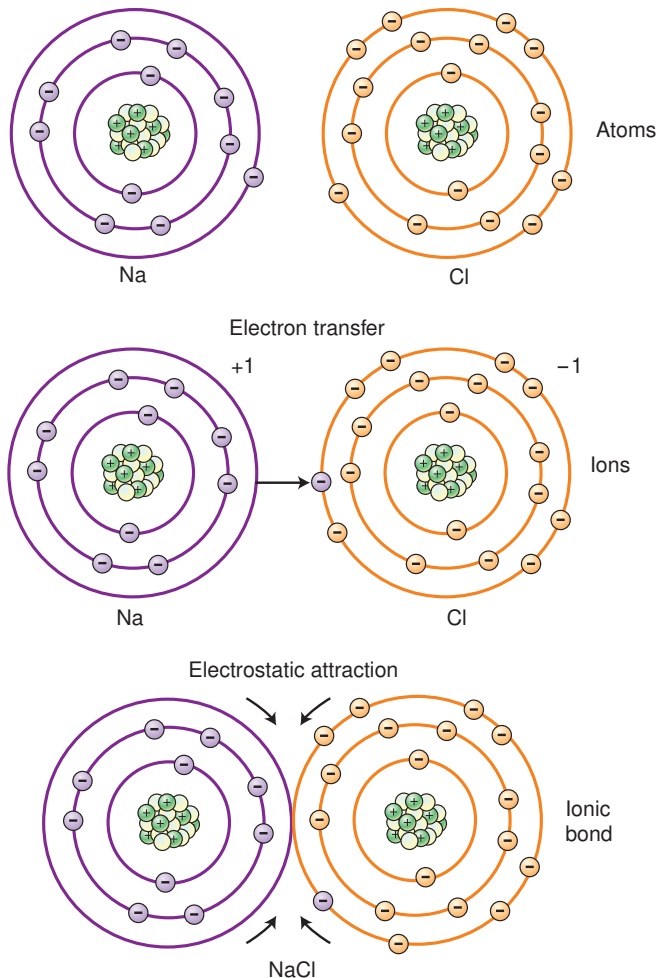 Atoms
Na
Cl
Electron transfer
+1
−1
Ions
Na
Cl
Electrostatic attraction
Ionic
bond
NaCl